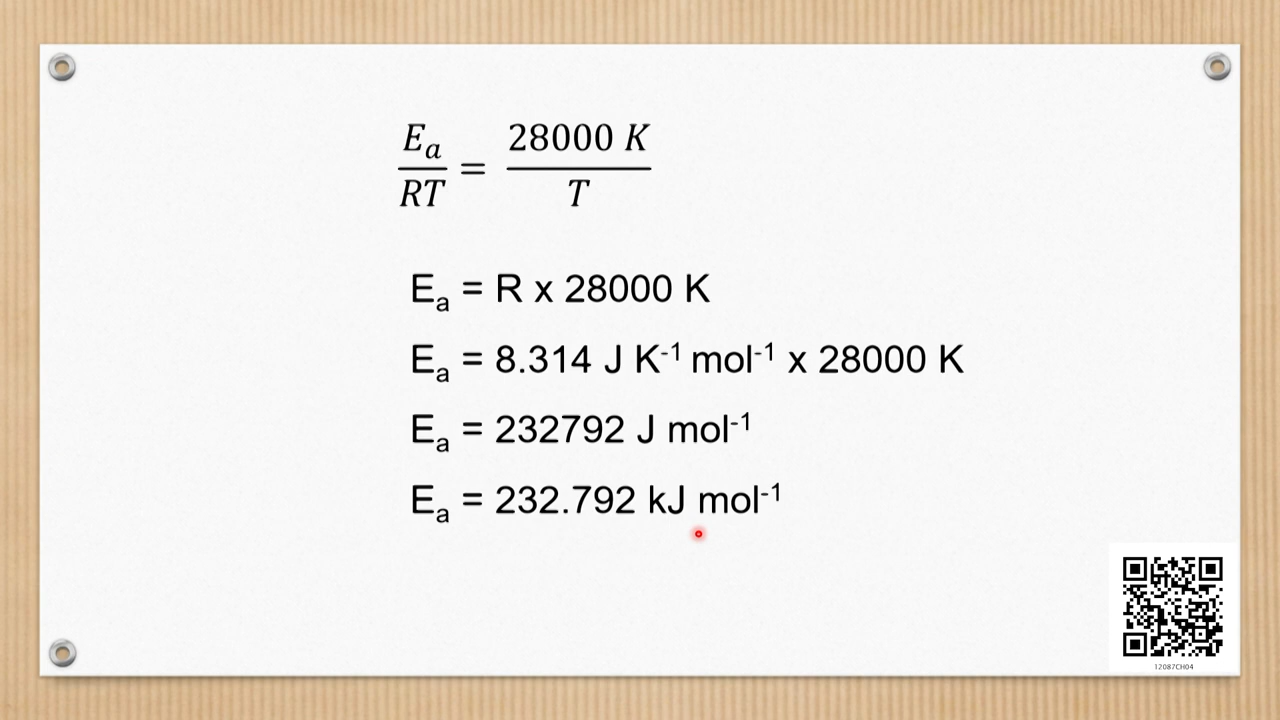 Eₐ/RT = 28000 K/T
Eₐ = R x 28000 K
Eₐ = 8.314 J K⁻¹ mol⁻¹ x 28000 K
Eₐ = 232792 J mol⁻¹
Eₐ = 232.792 kJ mol⁻¹
12087CH04